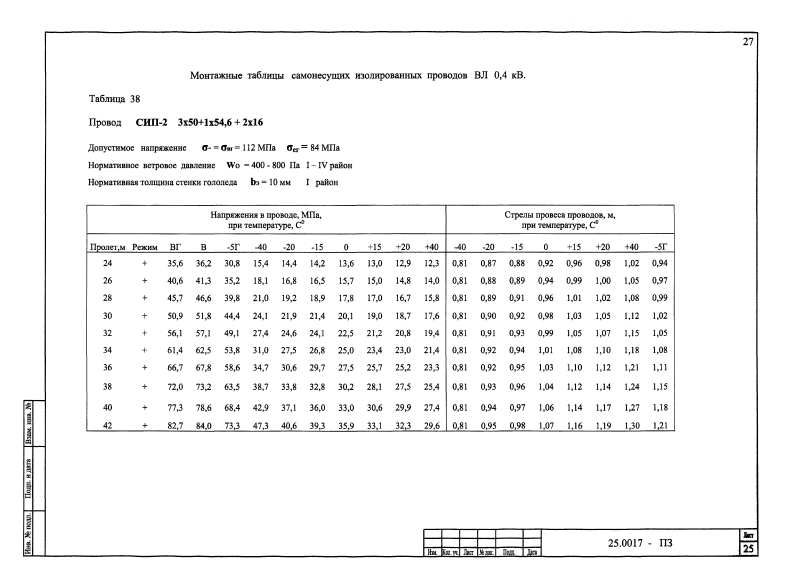 27
Монтажные таблицы самонесущих изолированных проводов ВЛ 0,4 кВ.
Таблица 38
Провод СИП-2 3х50+1х54,6 + 2х16
Допустимое напряжение σ- = σвг = 112 МПа σсг = 84 МПа
Нормативное ветровое давление Wo = 400 - 800 Па I – IV район
Нормативная толщина стенки гололеда bэ = 10 мм I район
Напряжения в проводе, МПа, Стрелы провеса проводов, м,
при температуре, С⁰ при температуре, С⁰
Пролет,м Режим ВГ В -5Г -40 -20 -15 0 +15 +20 +40 -40 -20 -15 0 +15 +20 +40 -5Г
24 + 35,6 36,2 30,8 15,4 14,4 14,2 13,6 13,0 12,9 12,3 0,81 0,87 0,88 0,92 0,96 0,98 1,02 0,94
26 + 40,6 41,3 35,2 18,1 16,8 16,5 15,7 15,0 14,8 14,0 0,81 0,88 0,89 0,94 0,99 1,00 1,05 0,97
28 + 45,7 46,6 39,8 21,0 19,2 18,9 17,8 17,0 16,7 15,8 0,81 0,89 0,91 0,96 1,01 1,02 1,08 0,99
30 + 50,9 51,8 44,4 24,1 21,9 21,4 20,1 19,0 18,7 17,6 0,81 0,90 0,92 0,98 1,03 1,05 1,12 1,02
32 + 56,1 57,1 49,1 27,4 24,6 24,1 22,5 21,2 20,8 19,4 0,81 0,91 0,93 0,99 1,05 1,07 1,15 1,05
34 + 61,4 62,5 53,8 31,0 27,5 26,8 25,0 23,4 23,0 21,4 0,81 0,92 0,94 1,01 1,08 1,10 1,18 1,08
36 + 66,7 67,8 58,6 34,7 30,6 29,7 27,5 25,7 25,2 23,3 0,81 0,92 0,95 1,03 1,10 1,12 1,21 1,11
38 + 72,0 73,2 63,5 38,7 33,8 32,8 30,2 28,1 27,5 25,4 0,81 0,93 0,96 1,04 1,12 1,14 1,24 1,15
40 + 77,3 78,6 68,4 42,9 37,1 36,0 33,0 30,6 29,9 27,4 0,81 0,94 0,97 1,06 1,14 1,17 1,27 1,18
42 + 82,7 84,0 73,3 47,3 40,6 39,3 35,9 33,1 32,3 29,6 0,81 0,95 0,98 1,07 1,16 1,19 1,30 1,21
Взам. инв. №
Подп. и дата
Инв. № подл.
Изм. Кол. уч. Лист № док. Подп. Дата
25.0017 - ПЗ
Лист
25